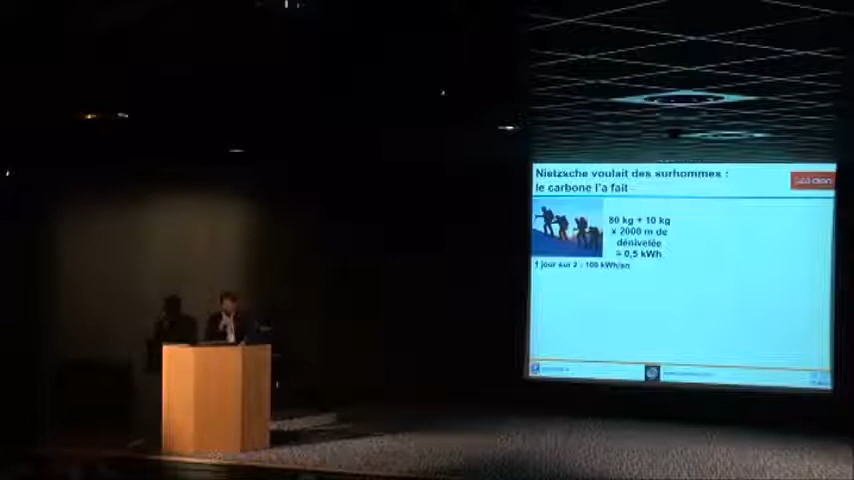 Nietzsche voulait des surhommes :
le carbone l'a fait
80 kg + 10 kg
x 2000 m de
dénivelée
= 0,5 kWh
1 jour sur 2 : 100 kWh/an